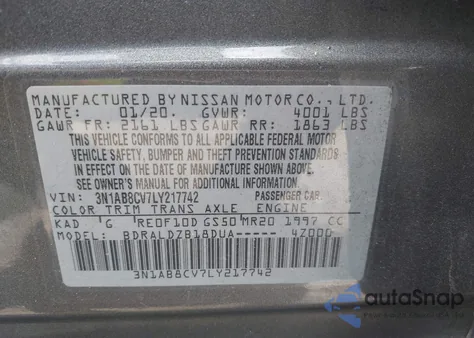 MANUFACTURED BY NISSAN MOTOR CO., LTD.
DATE: 01/20. GVWR: 4001 LBS
GAWR FR: 2161 LBS GAWR RR: 1863 LBS
THIS VEHICLE CONFORMS TO ALL APPLICABLE FEDERAL MOTOR
VEHICLE SAFETY, BUMPER AND THEFT PREVENTION STANDARDS
IN EFFECT ON THE DATE OF MANUFACTURE SHOWN ABOVE.
SEE OWNER'S MANUAL FOR ADDITIONAL INFORMATION.
VIN: 3N1AB8CV7LY217742 PASSENGER CAR
COLOR TRIM TRANS AXLE ENGINE
KAD G RE0F10D GS50 MR20 1997 CC
MODEL: BDRALDZB18DUA----- 4Z000
3N1AB8CV7LY217742
autoSnap